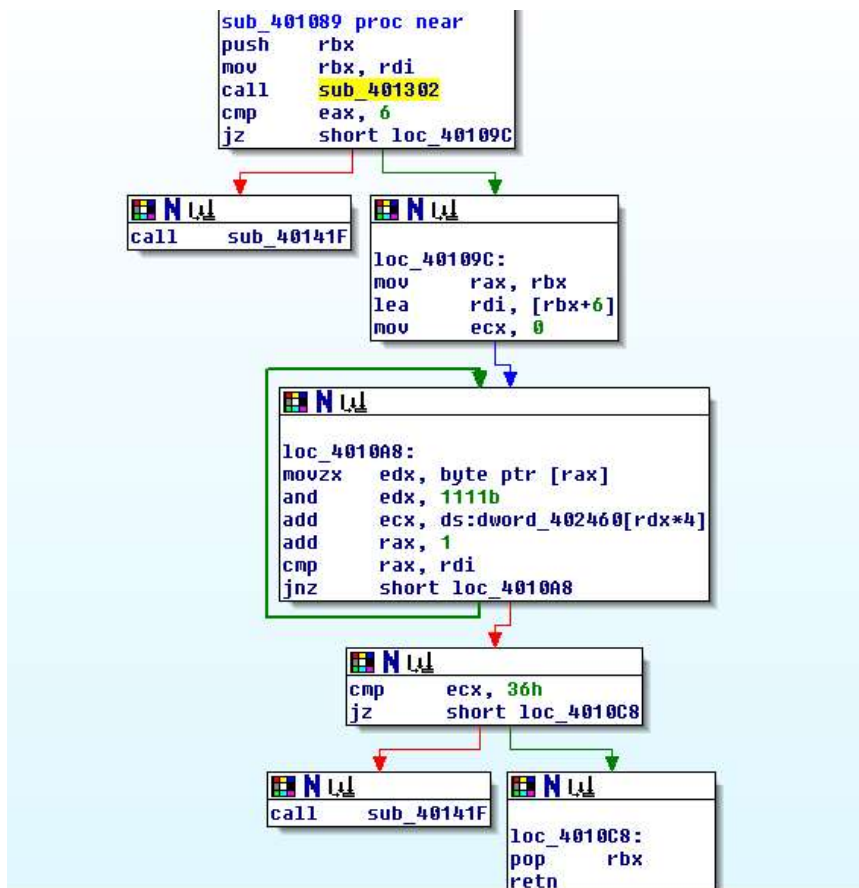 sub_401089 proc near
push rbx
mov rbx, rdi
call sub_401302
cmp eax, 6
jz short loc_40109C
call sub_40141F
loc_40109C:
mov rax, rbx
lea rdi, [rbx+6]
mov ecx, 0
loc_4010A8:
movzx edx, byte ptr [rax]
and edx, 1111b
add ecx, ds:dword_402460[rdx*4]
add rax, 1
cmp rax, rdi
jnz short loc_4010A8
cmp ecx, 36h
jz short loc_4010C8
call sub_40141F
loc_4010C8:
pop rbx
retn